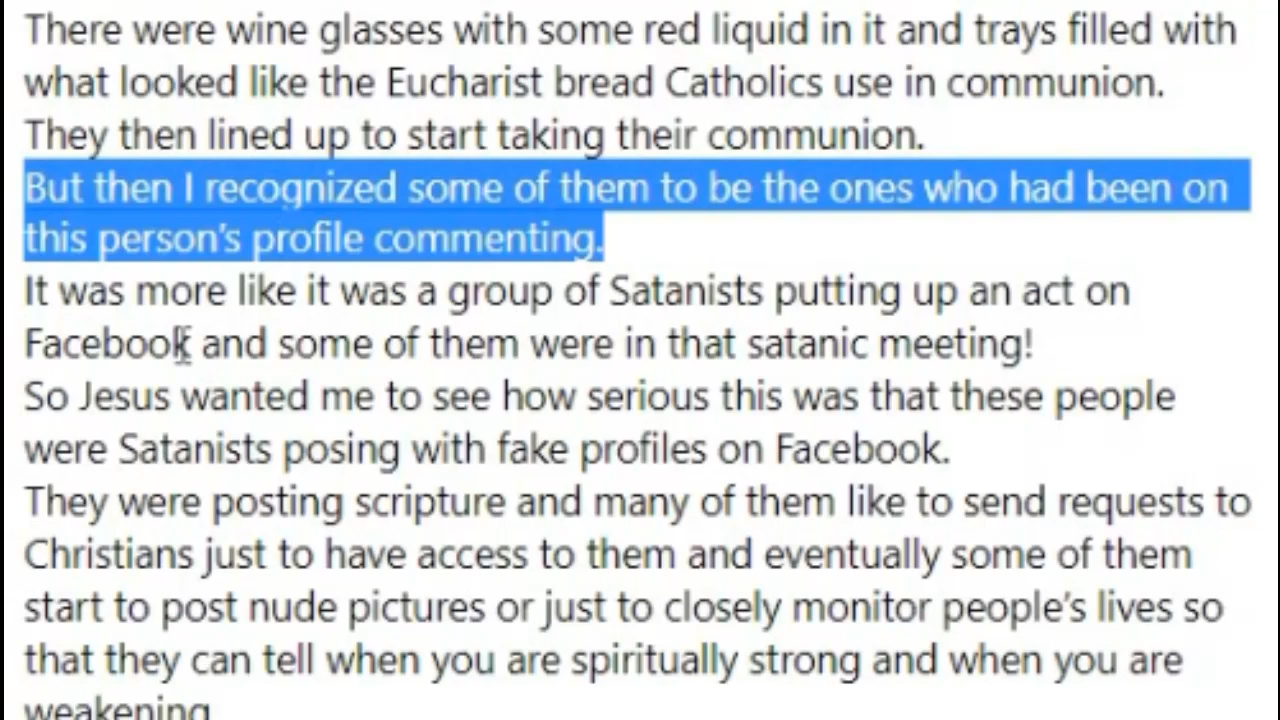 There were wine glasses with some red liquid in it and trays filled with
what looked like the Eucharist bread Catholics use in communion.
They then lined up to start taking their communion.
But then I recognized some of them to be the ones who had been on
this person's profile commenting.
It was more like it was a group of Satanists putting up an act on
Facebook and some of them were in that satanic meeting!
So Jesus wanted me to see how serious this was that these people
were Satanists posing with fake profiles on Facebook.
They were posting scripture and many of them like to send requests to
Christians just to have access to them and eventually some of them
start to post nude pictures or just to closely monitor people's lives so
that they can tell when you are spiritually strong and when you are
weakening